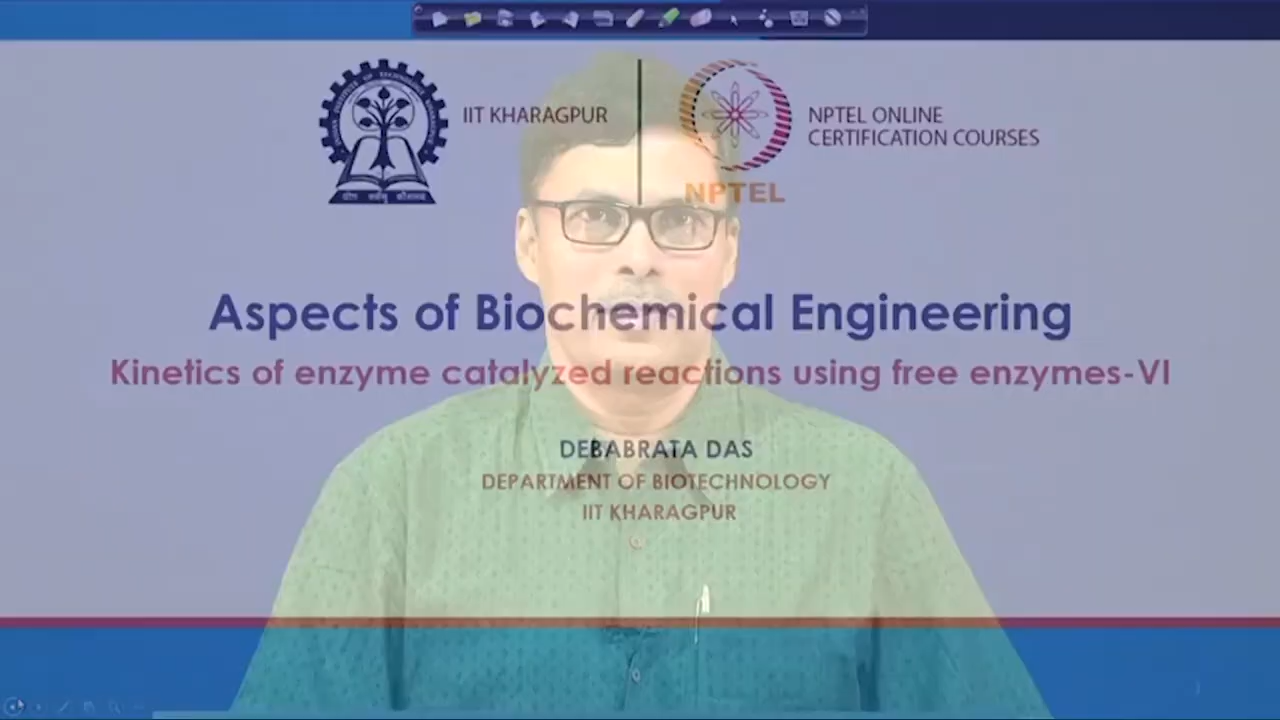 IIT KHARAGPUR
NPTEL ONLINE
CERTIFICATION COURSES
NPTEL
Aspects of Biochemical Engineering
Kinetics of enzyme catalyzed reactions using free enzymes-VI
DEBABRATA DAS
DEPARTMENT OF BIOTECHNOLOGY
IIT KHARAGPUR